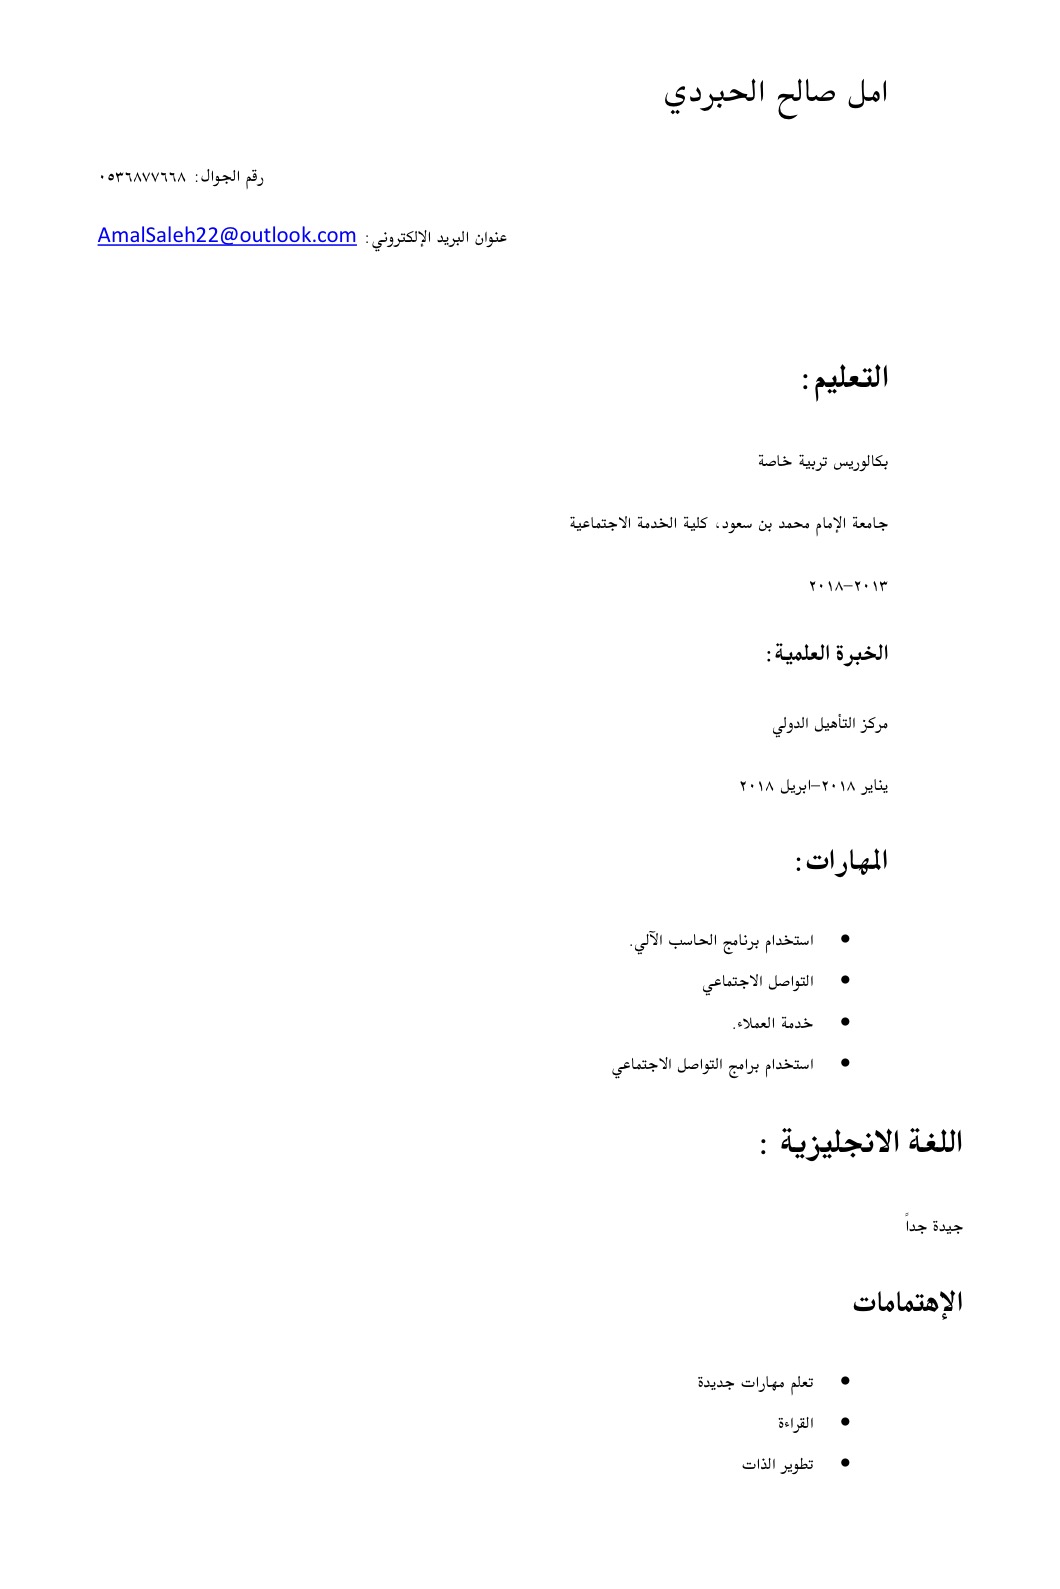 امل صالح الحبردي
رقم الجوال: ٠٥٣٦٨٧٧٦٦٨
عنوان البريد الإلكتروني: AmalSaleh22@outlook.com
التعليم:
بكالوريس تربية خاصة
جامعة الإمام محمد بن سعود، كلية الخدمة الاجتماعية
٢٠١٣–٢٠١٨
الخبرة العلمية:
مركز التأهيل الدولي
يناير ٢٠١٨–ابريل ٢٠١٨
المهارات:
• استخدام برنامج الحاسب الآلي.
• التواصل الاجتماعي
• خدمة العملاء.
• استخدام برامج التواصل الاجتماعي
اللغة الانجليزية :
جيدة جداً
الإهتمامات
• تعلم مهارات جديدة
• القراءة
• تطوير الذات